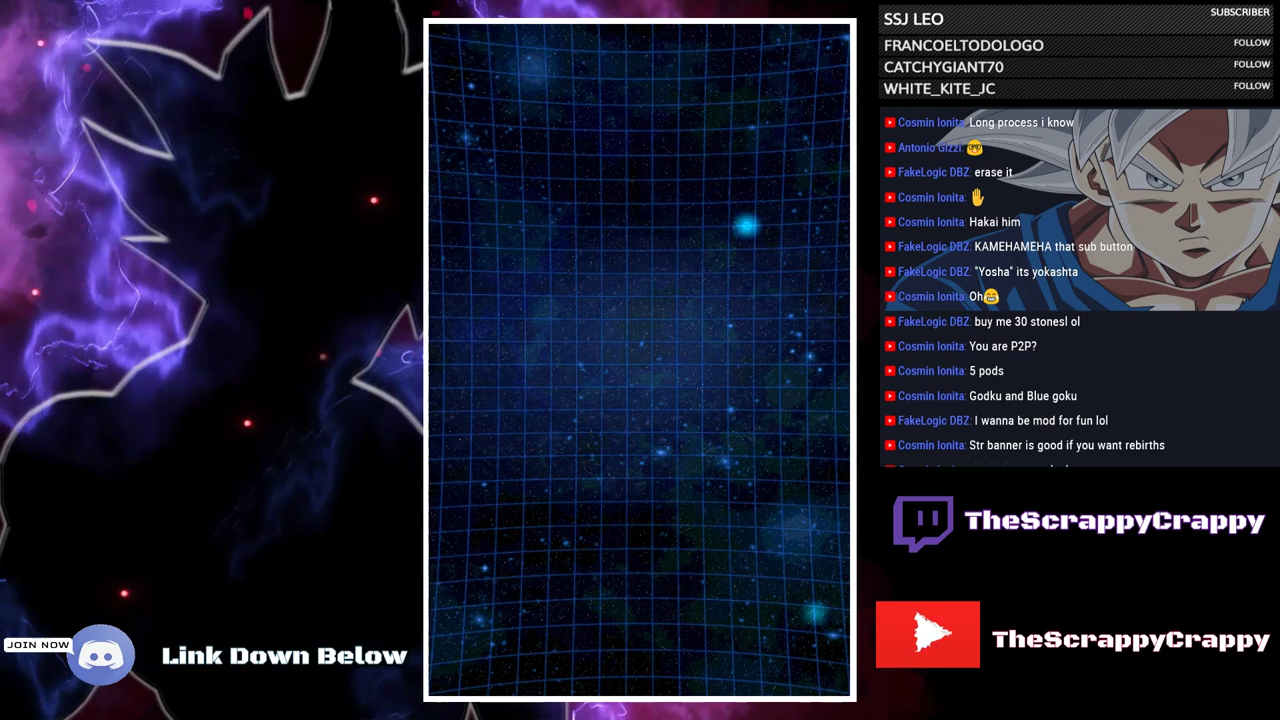 SSJ LEO SUBSCRIBER
FRANCOELTODOLOGO FOLLOW
CATCHYGIANT70 FOLLOW
WHITE_KITE_JC FOLLOW
Cosmin Ionita: Long process i know
Antonio Gizzi: 🤓
FakeLogic DBZ: erase it
Cosmin Ionita: ✋
Cosmin Ionita: Hakai him
FakeLogic DBZ: KAMEHAMEHA that sub button
FakeLogic DBZ: "Yosha" its yokashta
Cosmin Ionita: Oh😂
FakeLogic DBZ: buy me 30 stonesl ol
Cosmin Ionita: You are P2P?
Cosmin Ionita: 5 pods
Cosmin Ionita: Godku and Blue goku
FakeLogic DBZ: I wanna be mod for fun lol
Cosmin Ionita: Str banner is good if you want rebirths
TheScrappyCrappy
TheScrappyCrappy
JOIN NOW
Link Down Below